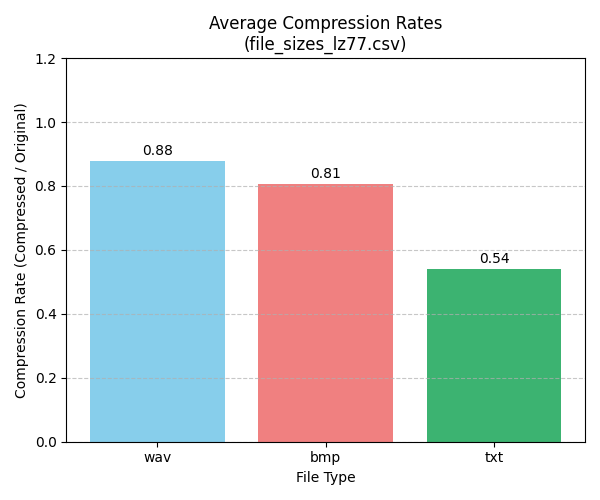 Average Compression Rates
(file_sizes_lz77.csv)
Compression Rate (Compressed / Original)
1.2
1.0
0.8
0.6
0.4
0.2
0.0
0.88
0.81
0.54
wav
bmp
txt
File Type